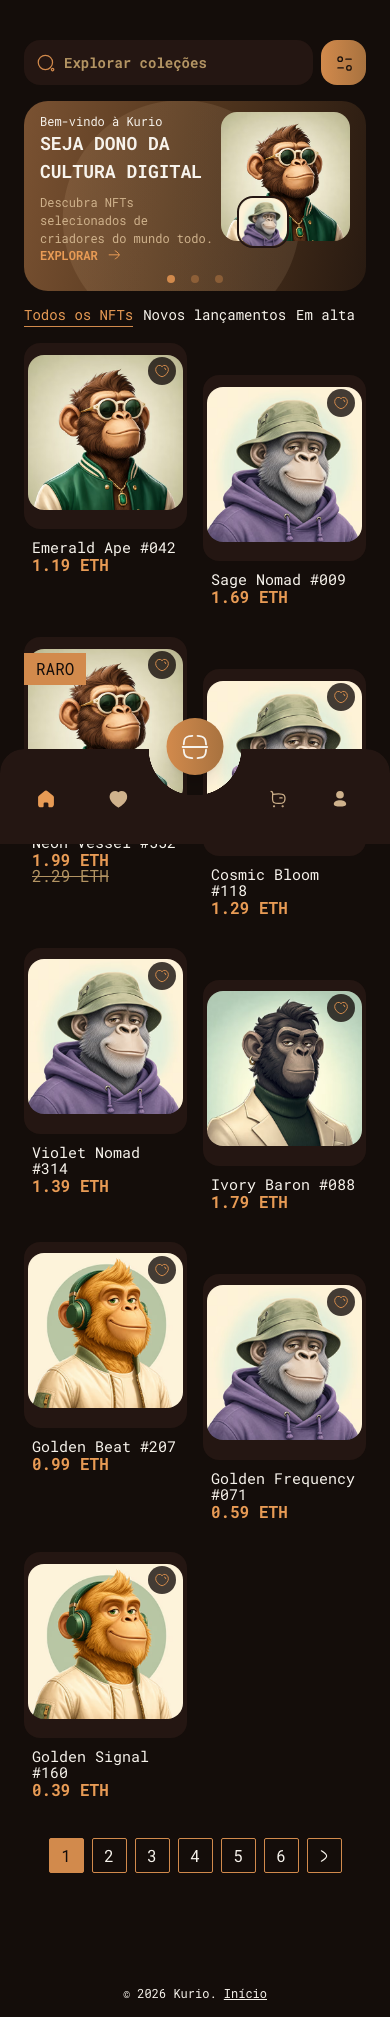 Explorar coleções
Bem-vindo à Kurio
SEJA DONO DA
CULTURA DIGITAL
Descubra NFTs
selecionados de
criadores do mundo todo.
EXPLORAR
Todos os NFTs Novos lançamentos Em alta
Emerald Ape #042
1.19 ETH
Sage Nomad #009
1.69 ETH
RARO
Neon Vessel #552
1.99 ETH
2.29 ETH
Cosmic Bloom
#118
1.29 ETH
Violet Nomad
#314
1.39 ETH
Ivory Baron #088
1.79 ETH
Golden Beat #207
0.99 ETH
Golden Frequency
#071
0.59 ETH
Golden Signal
#160
0.39 ETH
1 2 3 4 5 6
© 2026 Kurio. Início